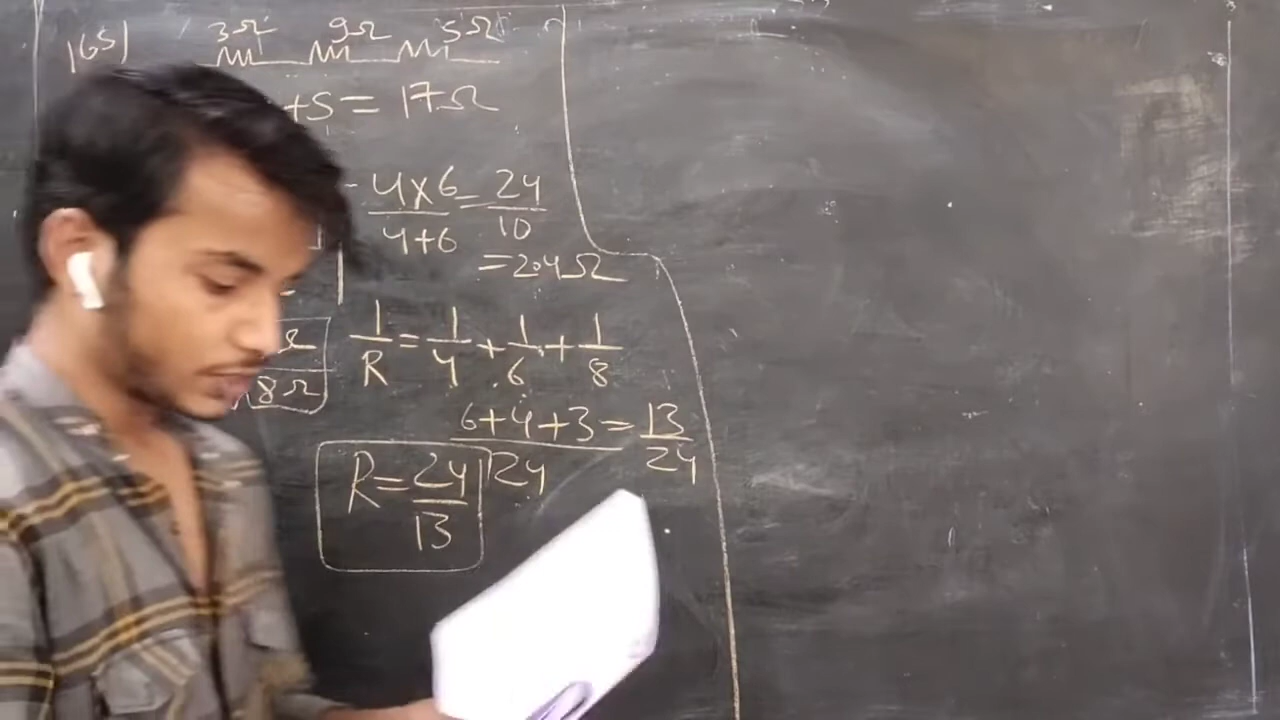 165)
3Ω 9Ω 5Ω
+5 = 17Ω
4×6/4+6 = 24/10
= 2.4Ω
Ω
8Ω
1/R = 1/4 + 1/6 + 1/8
6+4+3/24 = 13/24
R = 24/13